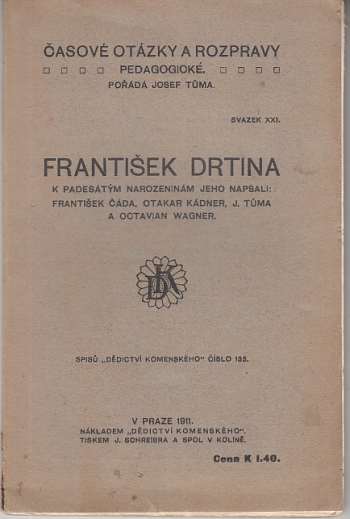 ČASOVÉ OTÁZKY A ROZPRAVY
PEDAGOGICKÉ.
POŘÁDÁ JOSEF TŮMA.
SVAZEK XXI.
FRANTIŠEK DRTINA
K PADESÁTÝM NAROZENINÁM JEHO NAPSALI:
FRANTIŠEK ČÁDA, OTAKAR KÁDNER, J. TŮMA
A OCTAVIAN WAGNER.
DK
SPISŮ „DĚDICTVÍ KOMENSKÉHO“ ČÍSLO 135.
V PRAZE 1911.
NÁKLADEM „DĚDICTVÍ KOMENSKÉHO“.
TISKEM J. SCHREIBRA A SPOL V KOLÍNĚ.
Cena K 1.40.